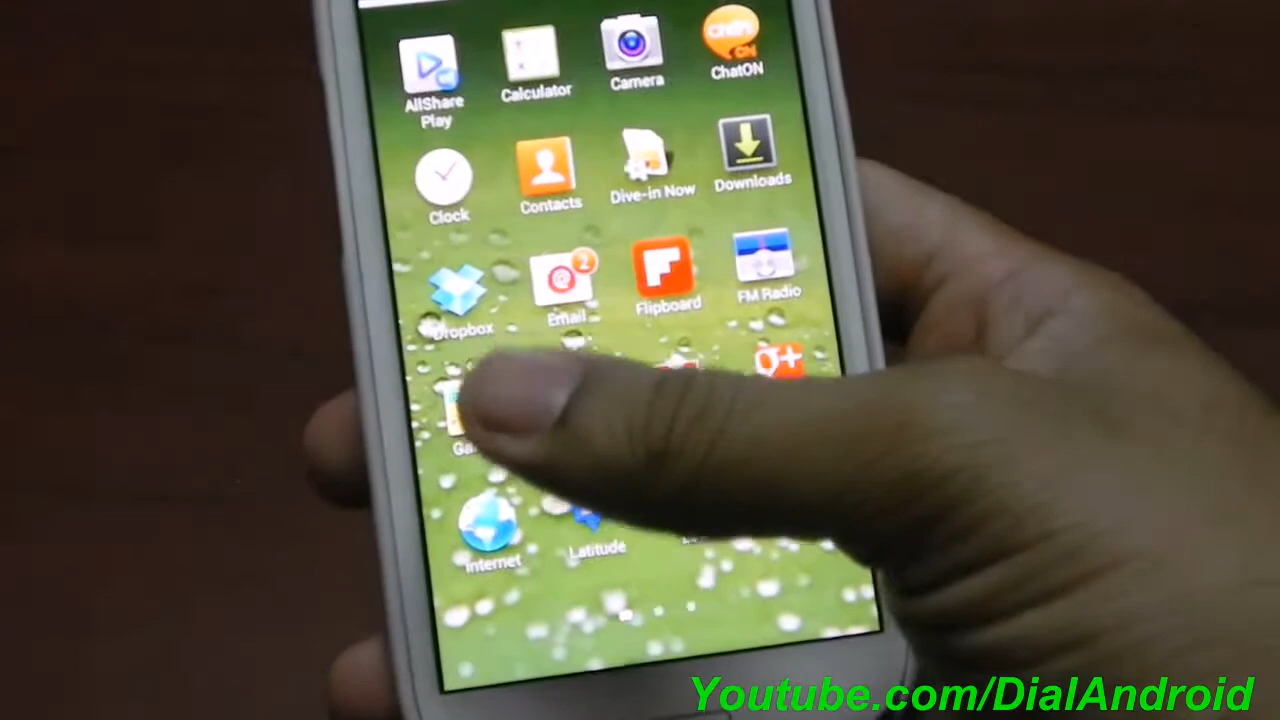 AllShare
Play
Calculator
Camera
ChatON
Clock
Contacts
Dive-in Now
Downloads
Dropbox
Email
2
Flipboard
FM Radio
g+
Internet
Latitude
Youtube.com/DialAndroid